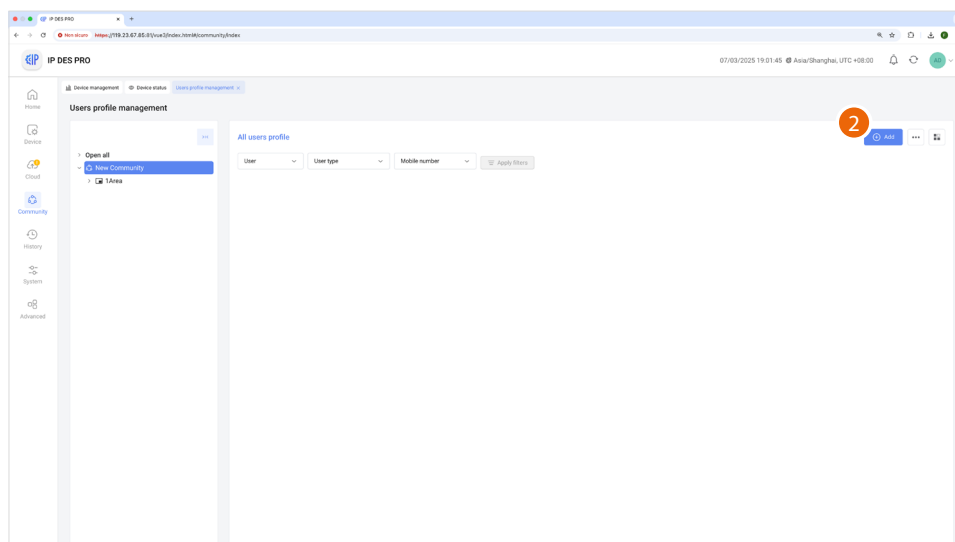 IP DES PRO
Non sicuro https://119.23.67.65:81/vue3/index.html#/community/index
IP DES PRO
07/03/2025 19:01:45 Asia/Shanghai, UTC +08:00
AD
Device management Device status Users profile management
Home
Users profile management
Device
All users profile
2
Add
Open all
User User type Mobile number Apply filters
New Community
1Area
Cloud
Community
History
System
Advanced